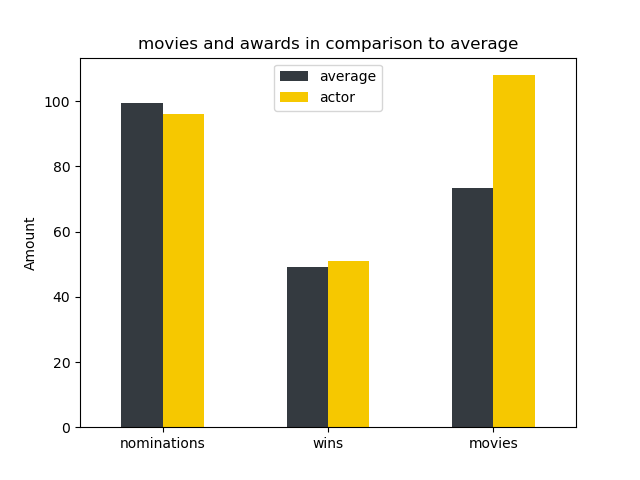 movies and awards in comparison to average
average
actor
Amount
100
80
60
40
20
0
nominations
wins
movies